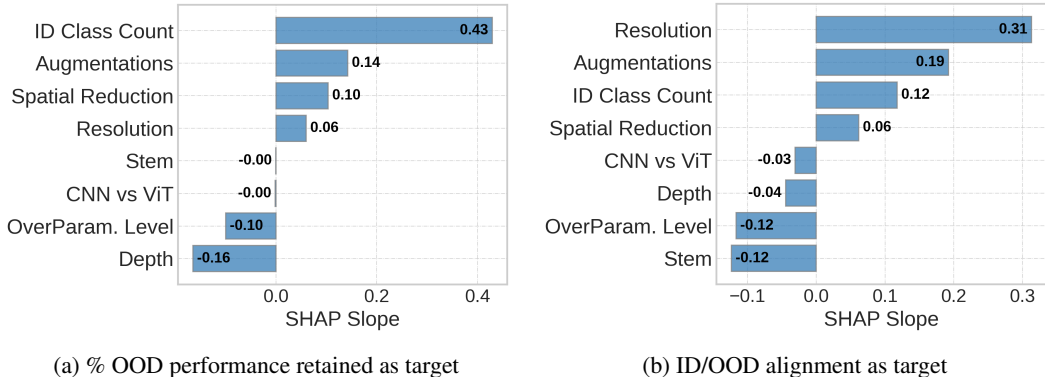 ID Class Count 0.43
Augmentations 0.14
Spatial Reduction 0.10
Resolution 0.06
Stem -0.00
CNN vs ViT -0.00
OverParam. Level -0.10
Depth -0.16
0.0 0.2 0.4
SHAP Slope
(a) % OOD performance retained as target
Resolution 0.31
Augmentations 0.19
ID Class Count 0.12
Spatial Reduction 0.06
CNN vs ViT -0.03
Depth -0.04
OverParam. Level -0.12
Stem -0.12
−0.1 0.0 0.1 0.2 0.3
SHAP Slope
(b) ID/OOD alignment as target